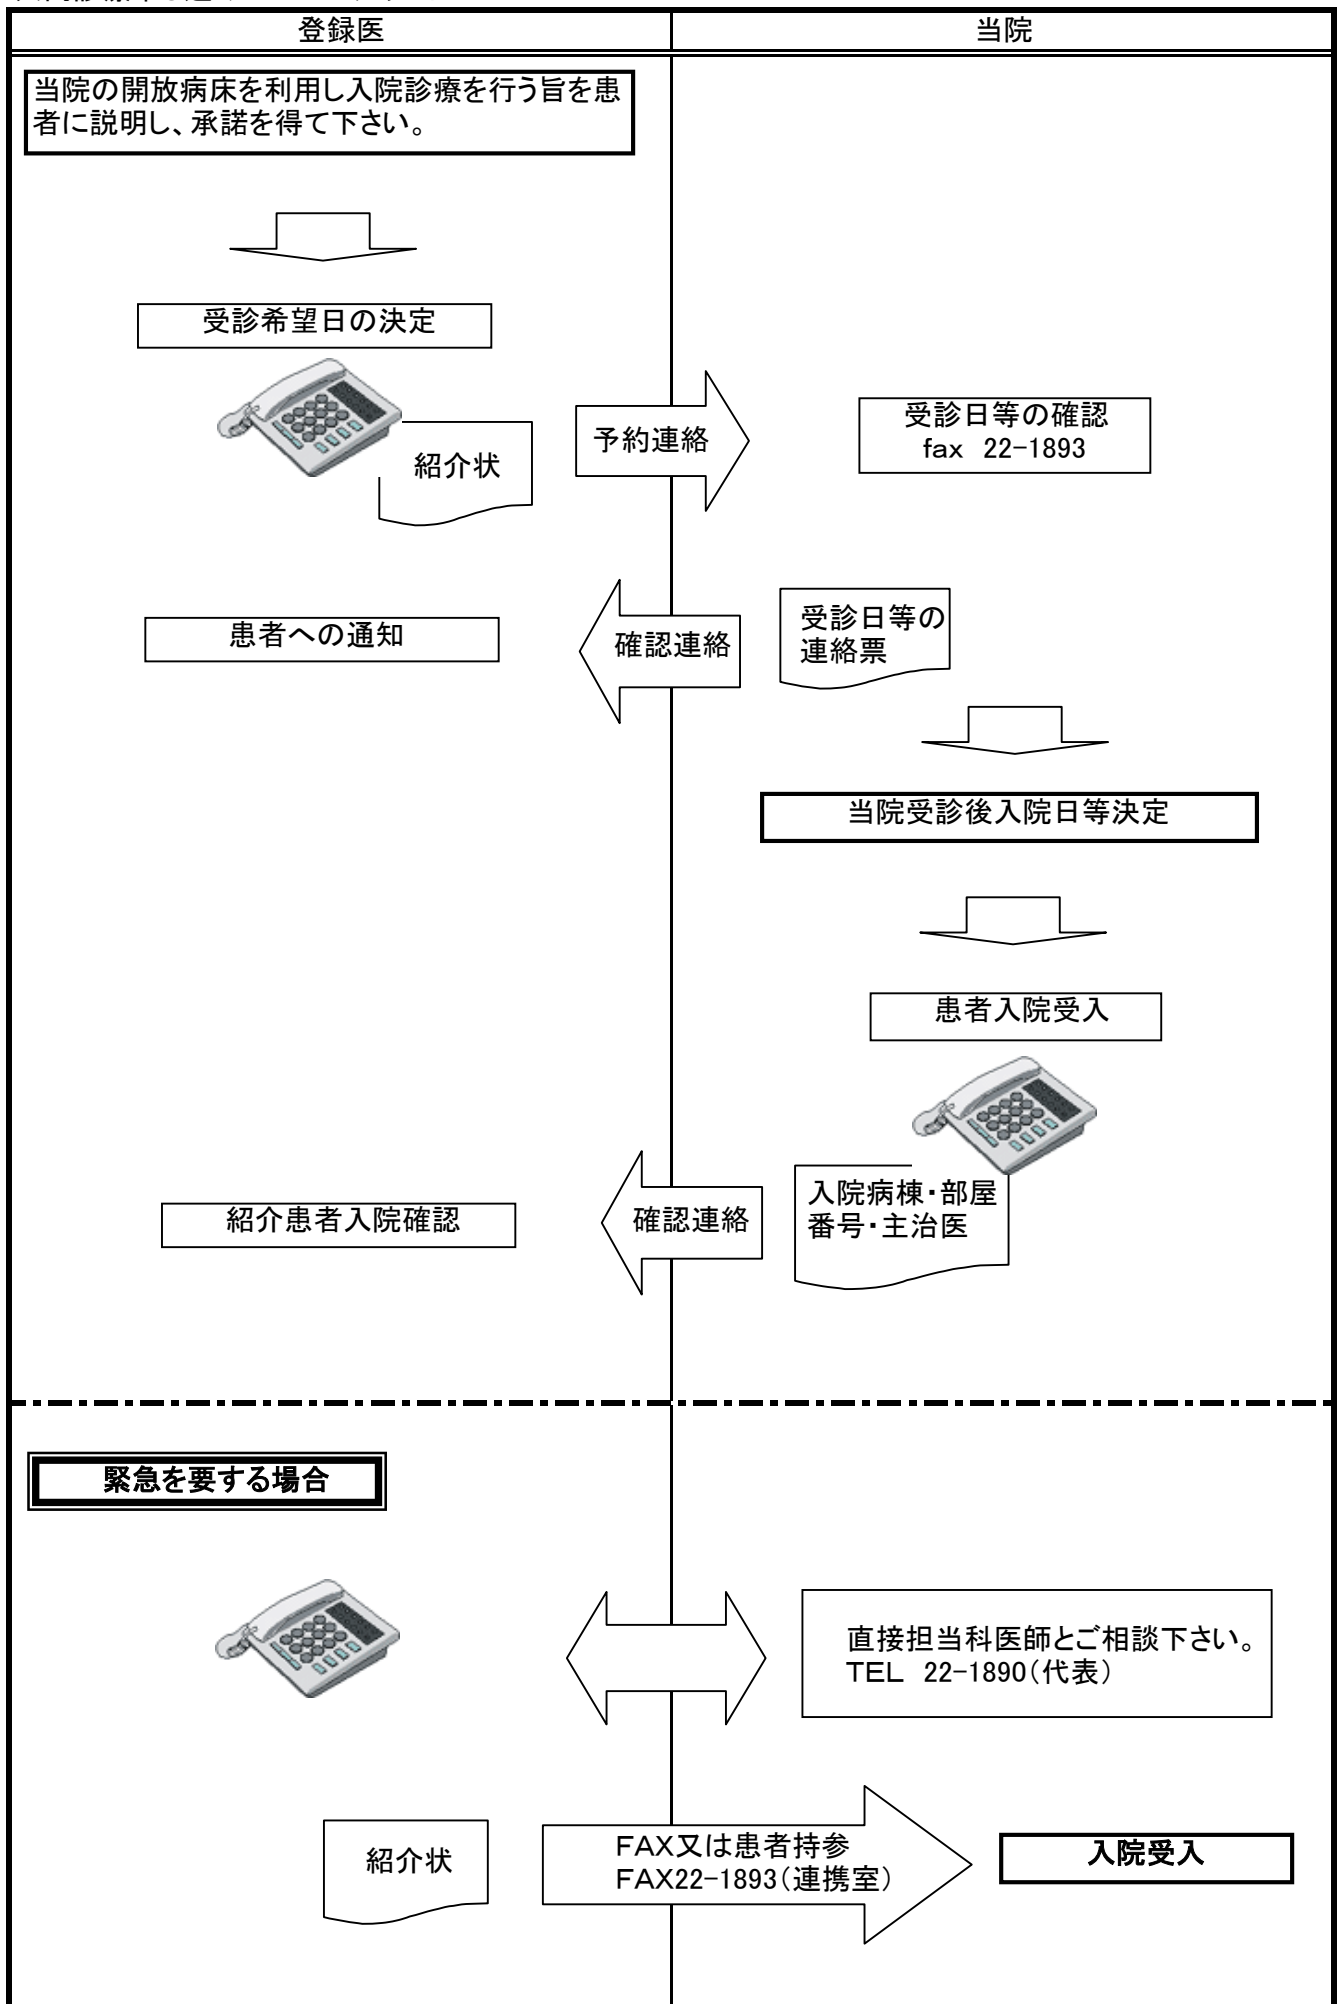 登録医
当院
当院の開放病床を利用し入院診療を行う旨を患
者に説明し、承諾を得て下さい。
受診希望日の決定
紹介状
予約連絡
受診日等の確認
fax 22-1893
患者への通知
確認連絡
受診日等の
連絡票
当院受診後入院日等決定
患者入院受入
紹介患者入院確認
確認連絡
入院病棟・部屋
番号・主治医
緊急を要する場合
直接担当科医師とご相談下さい。
TEL 22-1890(代表)
紹介状
FAX又は患者持参
FAX22-1893(連携室)
入院受入